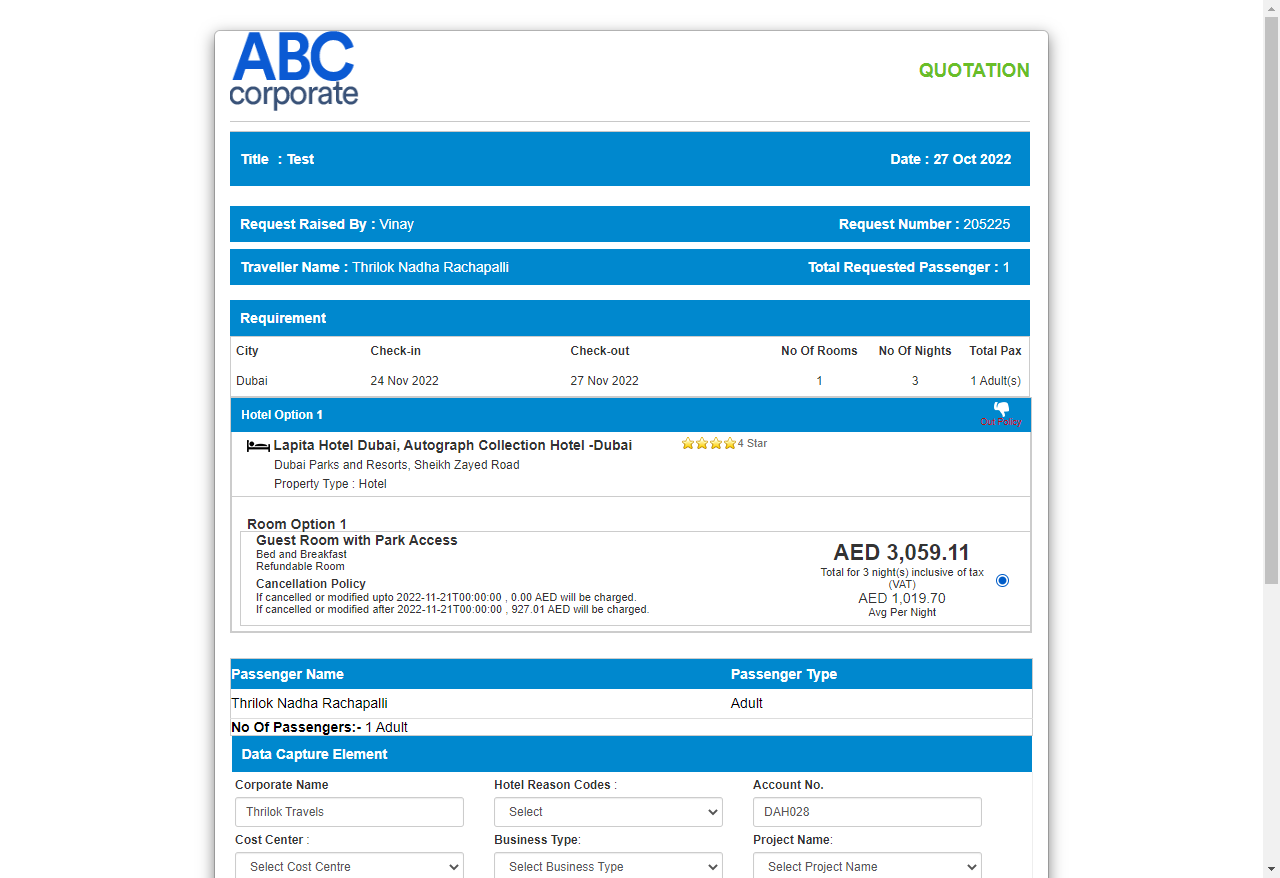 ABC
corporate
QUOTATION
Title : Test
Date : 27 Oct 2022
Request Raised By : Vinay
Request Number : 205225
Traveller Name : Thrilok Nadha Rachapalli
Total Requested Passenger : 1
Requirement
City Check-in Check-out No Of Rooms No Of Nights Total Pax
Dubai 24 Nov 2022 27 Nov 2022 1 3 1 Adult(s)
Hotel Option 1
Out Policy
Lapita Hotel Dubai, Autograph Collection Hotel -Dubai
4 Star
Dubai Parks and Resorts, Sheikh Zayed Road
Property Type : Hotel
Room Option 1
Guest Room with Park Access
Bed and Breakfast
Refundable Room
Cancellation Policy
If cancelled or modified upto 2022-11-21T00:00:00 , 0.00 AED will be charged.
If cancelled or modified after 2022-11-21T00:00:00 , 927.01 AED will be charged.
AED 3,059.11
Total for 3 night(s) inclusive of tax
(VAT)
AED 1,019.70
Avg Per Night
Passenger Name Passenger Type
Thrilok Nadha Rachapalli Adult
No Of Passengers:- 1 Adult
Data Capture Element
Corporate Name Hotel Reason Codes : Account No.
Thrilok Travels Select DAH028
Cost Center : Business Type: Project Name:
Select Cost Centre Select Business Type Select Project Name